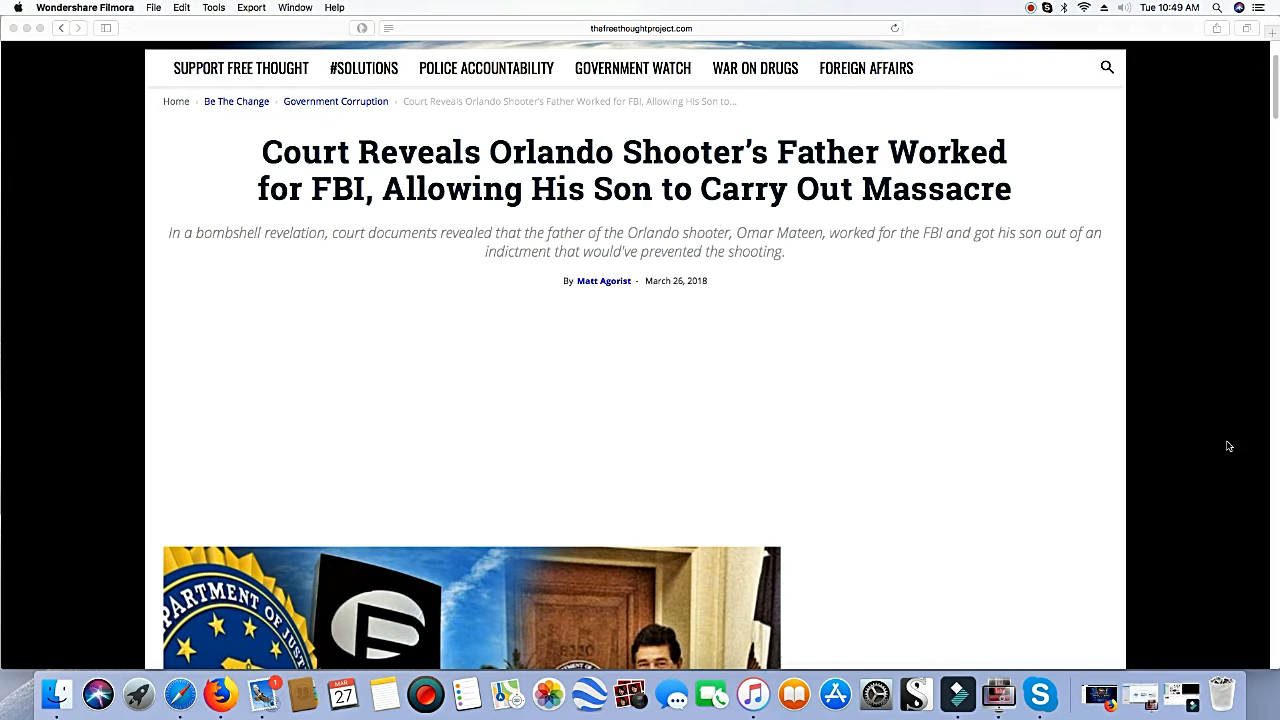 Wondershare Filmora File Edit Tools Export Window Help Tue 10:49 AM
thefreethoughtproject.com
SUPPORT FREE THOUGHT #SOLUTIONS POLICE ACCOUNTABILITY GOVERNMENT WATCH WAR ON DRUGS FOREIGN AFFAIRS
Home › Be The Change › Government Corruption › Court Reveals Orlando Shooter's Father Worked for FBI, Allowing His Son to...
Court Reveals Orlando Shooter’s Father Worked
for FBI, Allowing His Son to Carry Out Massacre
In a bombshell revelation, court documents revealed that the father of the Orlando shooter, Omar Mateen, worked for the FBI and got his son out of an
indictment that would've prevented the shooting.
By Matt Agorist - March 26, 2018
PARTMENT OF JUS
1
MAR
27